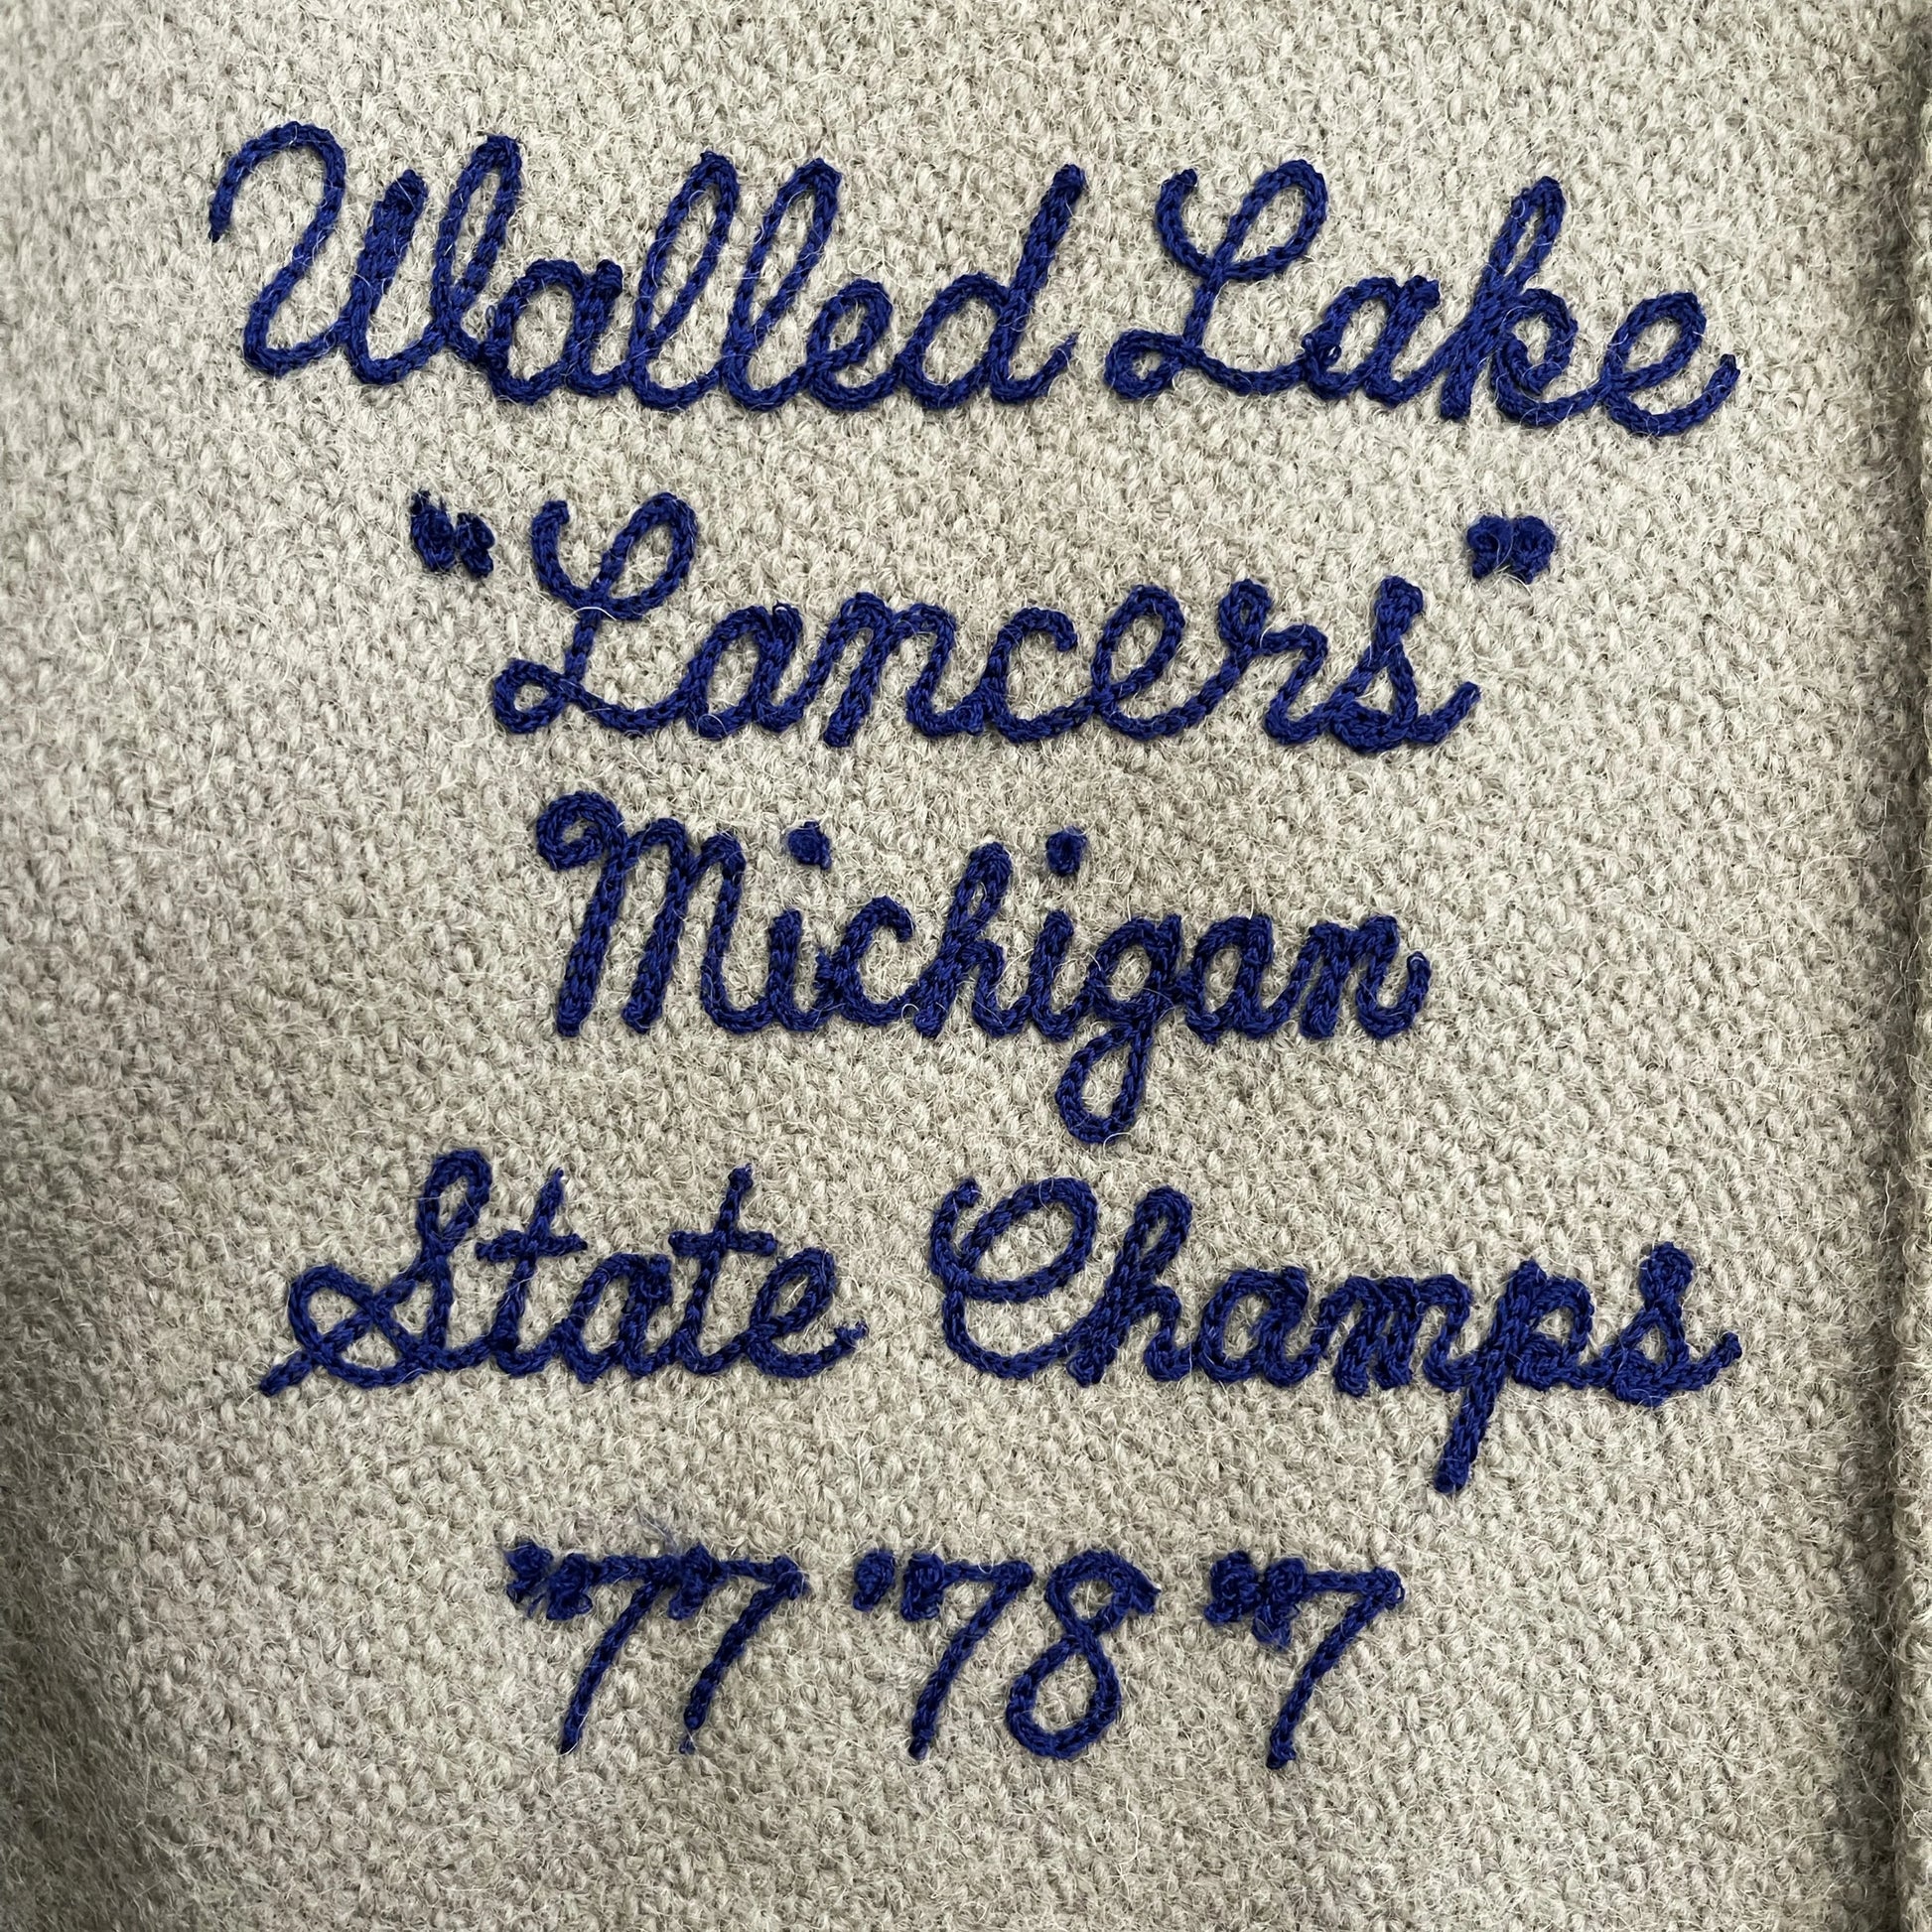 Walled Lake
"Lancers"
Michigan
State Champs
"77 "78 "7